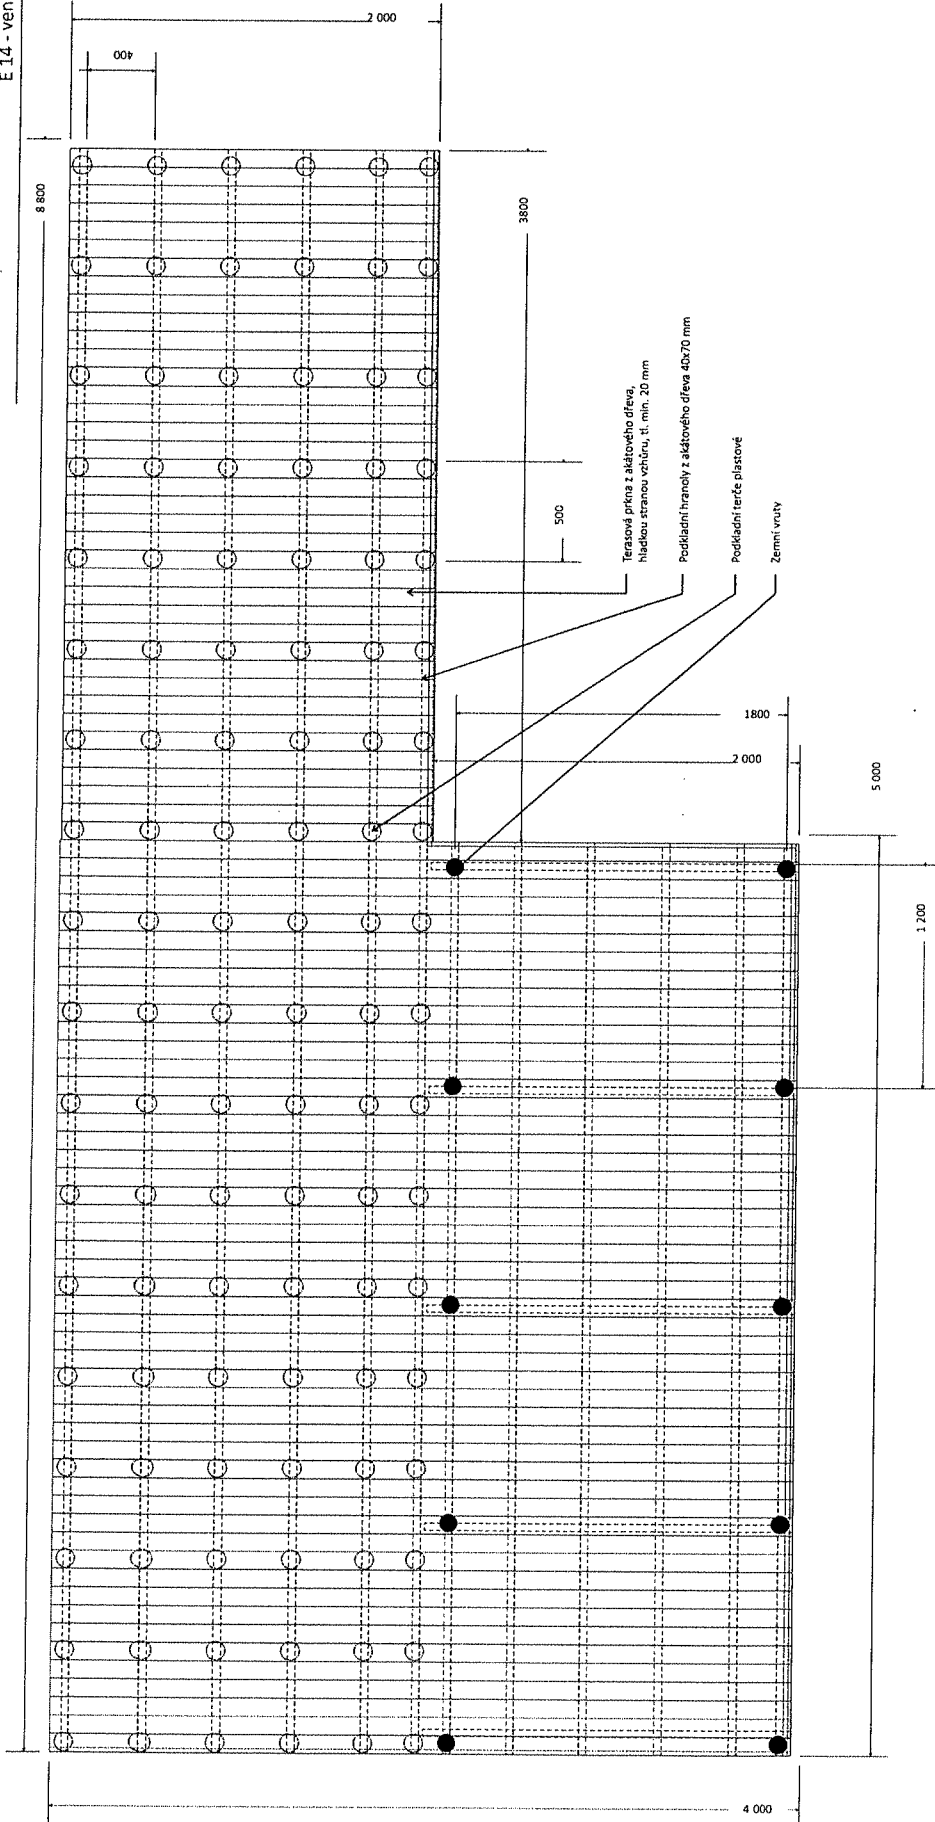 E 14 - ven
2 000
400
8 800
3800
Terasová prkna z akátového dřeva,
hladkou stranou vzhůru, tl. min. 20 mm
Podkladní hranoly z akátového dřeva 40x70 mm
Podkladní terče plastové
Zemní vruty
500
1800
2 000
5 000
1 200
4 000